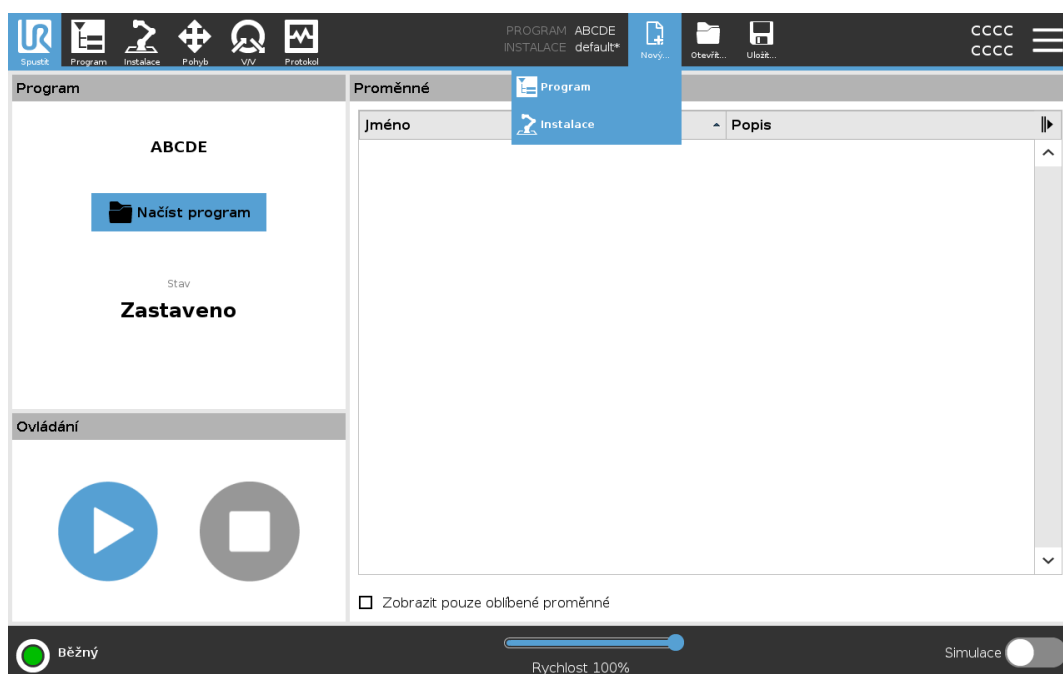 UR
Spustit
Program
Instalace
Pohyb
V/V
Protokol
PROGRAM ABCDE
INSTALACE default*
Nový...
Otevřít...
Uložit...
CCCC
CCCC
Program
Instalace
Program
ABCDE
Načíst program
Stav
Zastaveno
Ovládání
Proměnné
Jméno
Popis
Zobrazit pouze oblíbené proměnné
Běžný
Rychlost 100%
Simulace